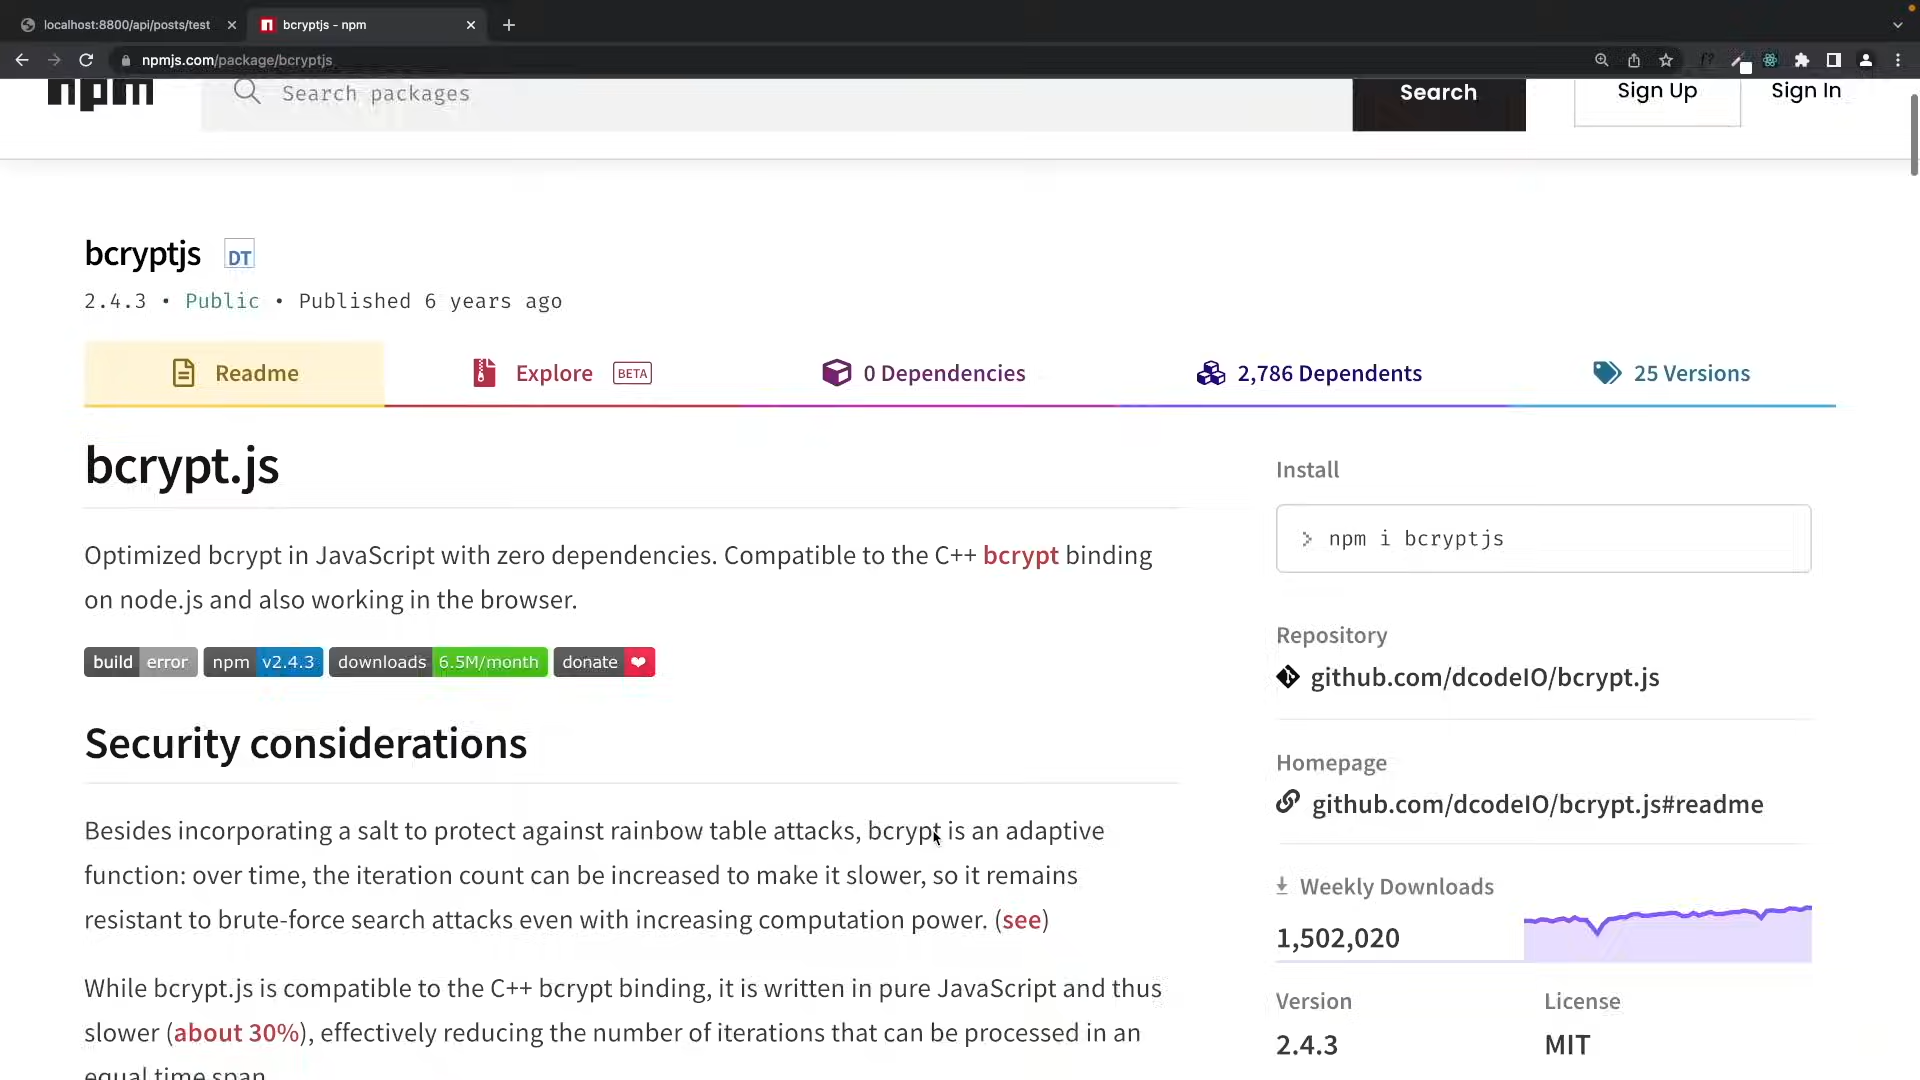 localhost:8800/api/posts/test
bcryptjs - npm
npmjs.com/package/bcryptjs
npm
Search packages
Search
Sign Up
Sign In
bcryptjs DT
2.4.3 • Public • Published 6 years ago
Readme
Explore BETA
0 Dependencies
2,786 Dependents
25 Versions
bcrypt.js
Optimized bcrypt in JavaScript with zero dependencies. Compatible to the C++ bcrypt binding
on node.js and also working in the browser.
build error npm v2.4.3 downloads 6.5M/month donate ❤
Security considerations
Besides incorporating a salt to protect against rainbow table attacks, bcrypt is an adaptive
function: over time, the iteration count can be increased to make it slower, so it remains
resistant to brute-force search attacks even with increasing computation power. (see)
While bcrypt.js is compatible to the C++ bcrypt binding, it is written in pure JavaScript and thus
slower (about 30%), effectively reducing the number of iterations that can be processed in an
equal time span.
Install
> npm i bcryptjs
Repository
github.com/dcodeIO/bcrypt.js
Homepage
github.com/dcodeIO/bcrypt.js#readme
Weekly Downloads
1,502,020
Version
2.4.3
License
MIT